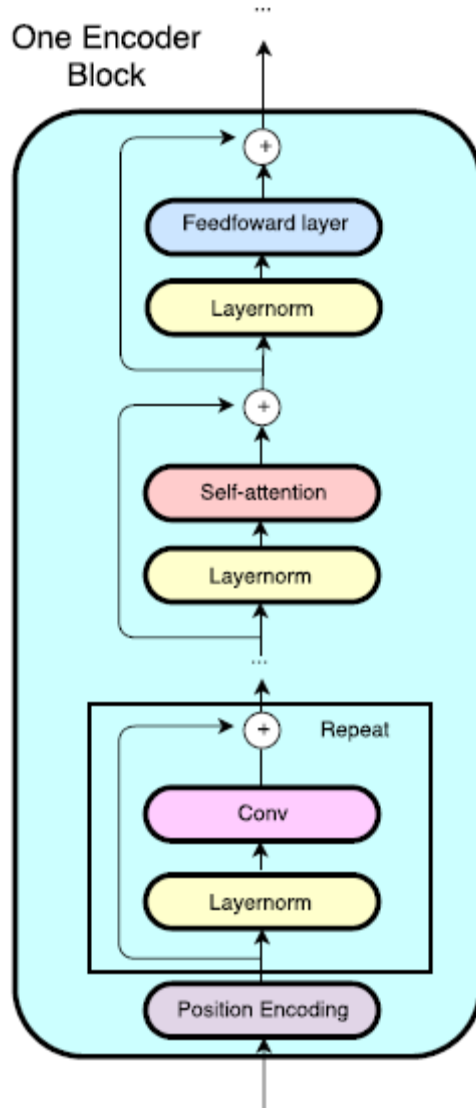 ...
One Encoder
Block
+
Feedfoward layer
Layernorm
+
Self-attention
Layernorm
...
+
Repeat
Conv
Layernorm
Position Encoding